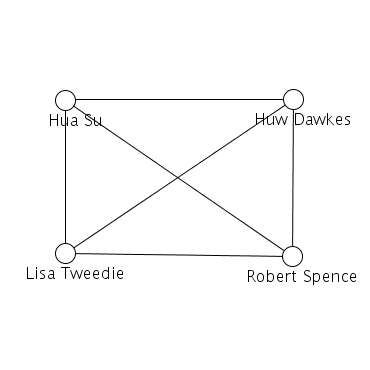 Hua Su
Huw Dawkes
Lisa Tweedie
Robert Spence